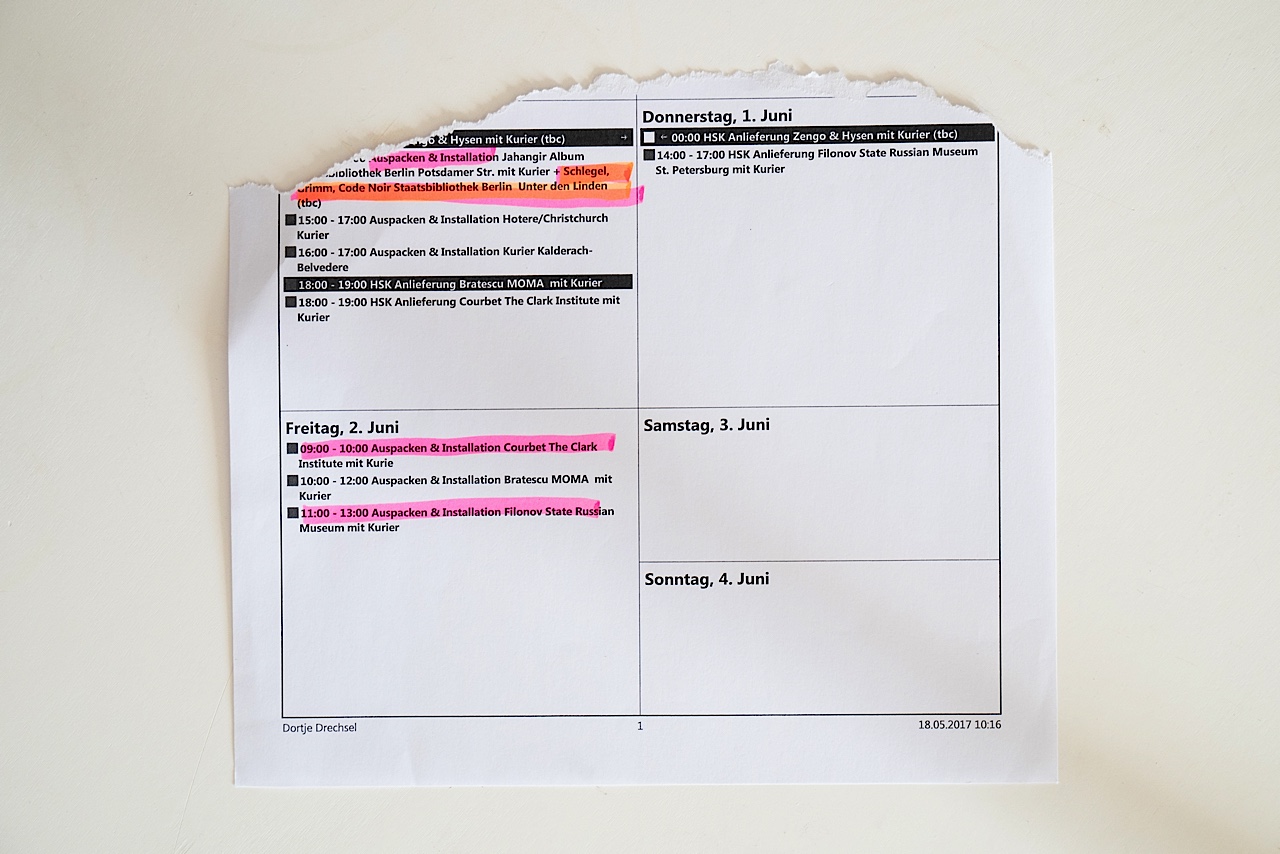 & Hysen mit Kurier (tbc) →
Auspacken & Installation Jahangir Album
Potsdamer Str. mit Kurier + Schlegel,
Grimm, Code Noir Staatsbibliothek Berlin Unter den Linden
(tbc)
15:00 - 17:00 Auspacken & Installation Hotere/Christchurch
Kurier
16:00 - 17:00 Auspacken & Installation Kurier Kalderach-
Belvedere
18:00 - 19:00 HSK Anlieferung Bratescu MOMA mit Kurier
18:00 - 19:00 HSK Anlieferung Courbet The Clark Institute mit
Kurier
Donnerstag, 1. Juni
← 00:00 HSK Anlieferung Zengo & Hysen mit Kurier (tbc)
14:00 - 17:00 HSK Anlieferung Filonov State Russian Museum
St. Petersburg mit Kurier
Freitag, 2. Juni
09:00 - 10:00 Auspacken & Installation Courbet The Clark
Institute mit Kurie
10:00 - 12:00 Auspacken & Installation Bratescu MOMA mit
Kurier
11:00 - 13:00 Auspacken & Installation Filonov State Russian
Museum mit Kurier
Samstag, 3. Juni
Sonntag, 4. Juni
Dortje Drechsel
1
18.05.2017 10:16